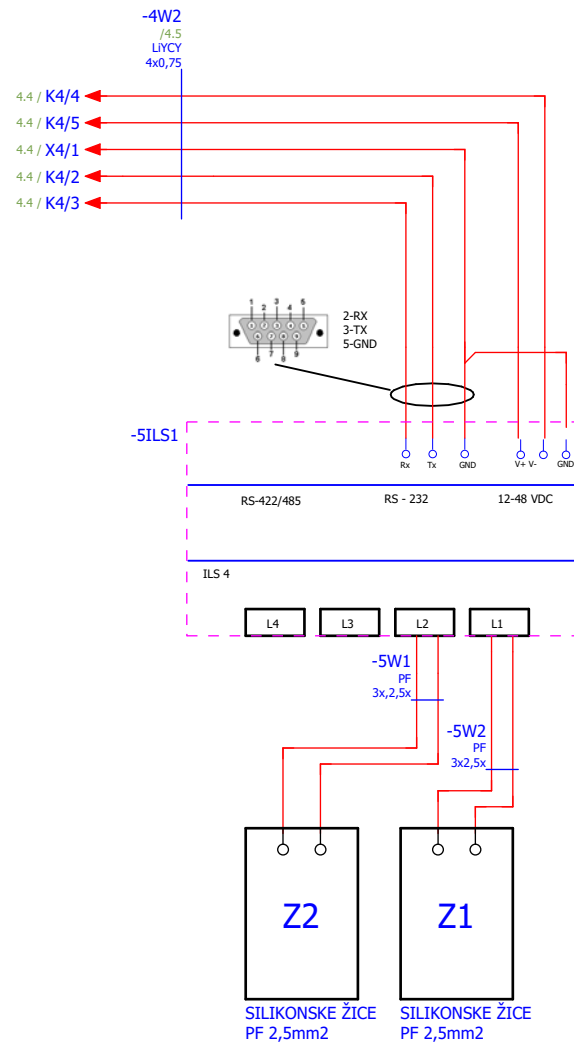 -4W2
/4.5
LiYCY
4x0,75
4.4 / K4/4
4.4 / K4/5
4.4 / X4/1
4.4 / K4/2
4.4 / K4/3
1 2 3 4 5
6 7 8 9
2-RX
3-TX
5-GND
-5ILS1
Rx Tx GND V+ V- GND
RS-422/485 RS - 232 12-48 VDC
ILS 4
L4 L3 L2 L1
-5W1
PF
3x,2,5x
-5W2
PF
3x2,5x
Z2 Z1
SILIKONSKE ŽICE
PF 2,5mm2
SILIKONSKE ŽICE
PF 2,5mm2